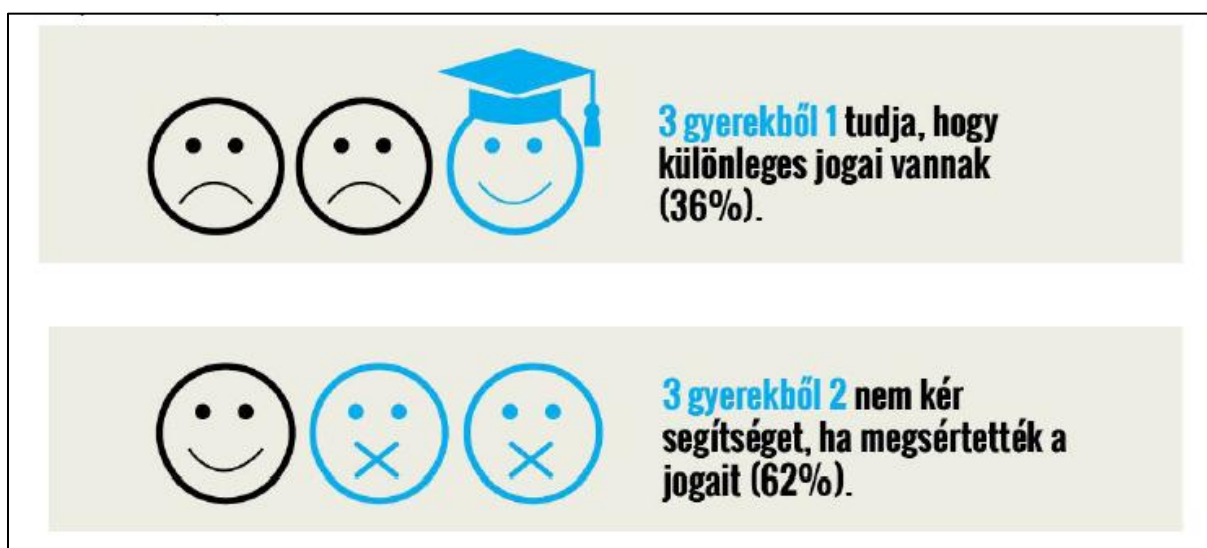 3 gyerekből 1 tudja, hogy
különleges jogai vannak
(36%).
3 gyerekből 2 nem kér
segítséget, ha megsértették a
jogait (62%).